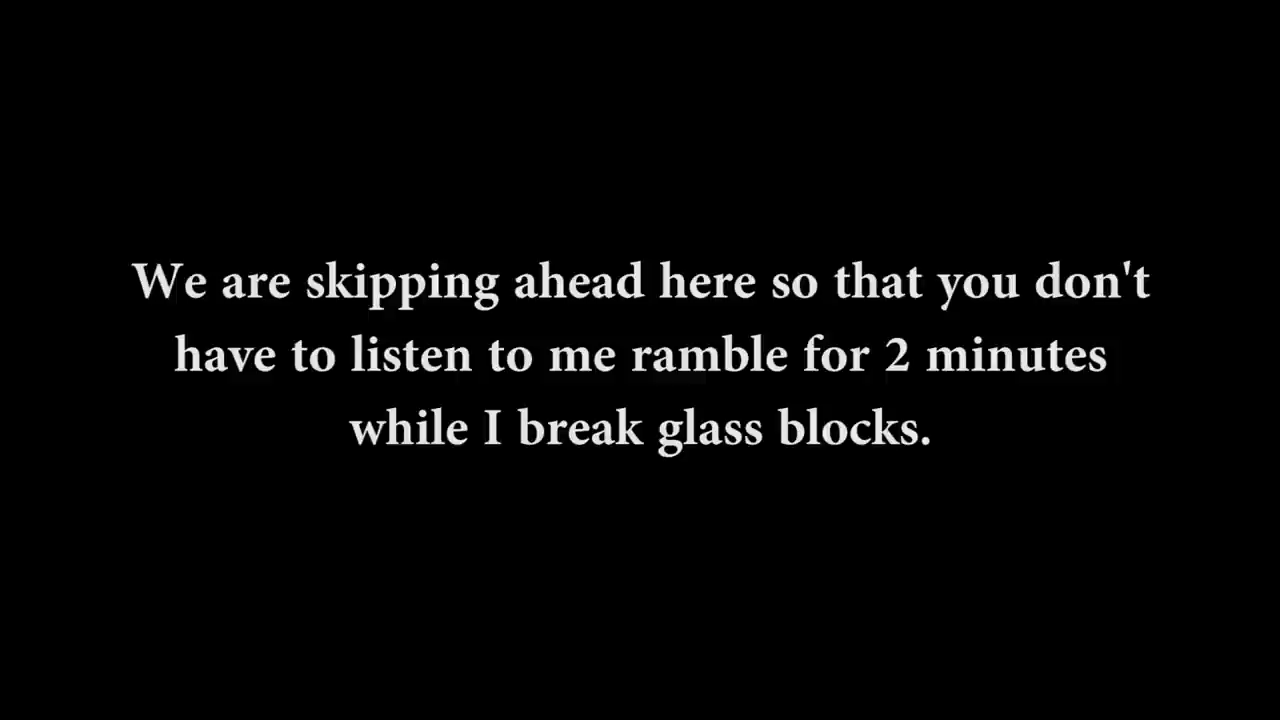 We are skipping ahead here so that you don't
have to listen to me ramble for 2 minutes
while I break glass blocks.